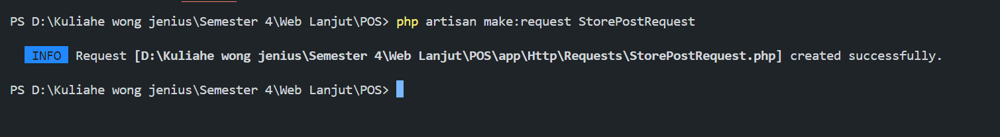 PS D:\Kuliahe wong jenius\Semester 4\Web Lanjut\POS> php artisan make:request StorePostRequest
INFO Request [D:\Kuliahe wong jenius\Semester 4\Web Lanjut\POS\app\Http\Requests\StorePostRequest.php] created successfully.
PS D:\Kuliahe wong jenius\Semester 4\Web Lanjut\POS>